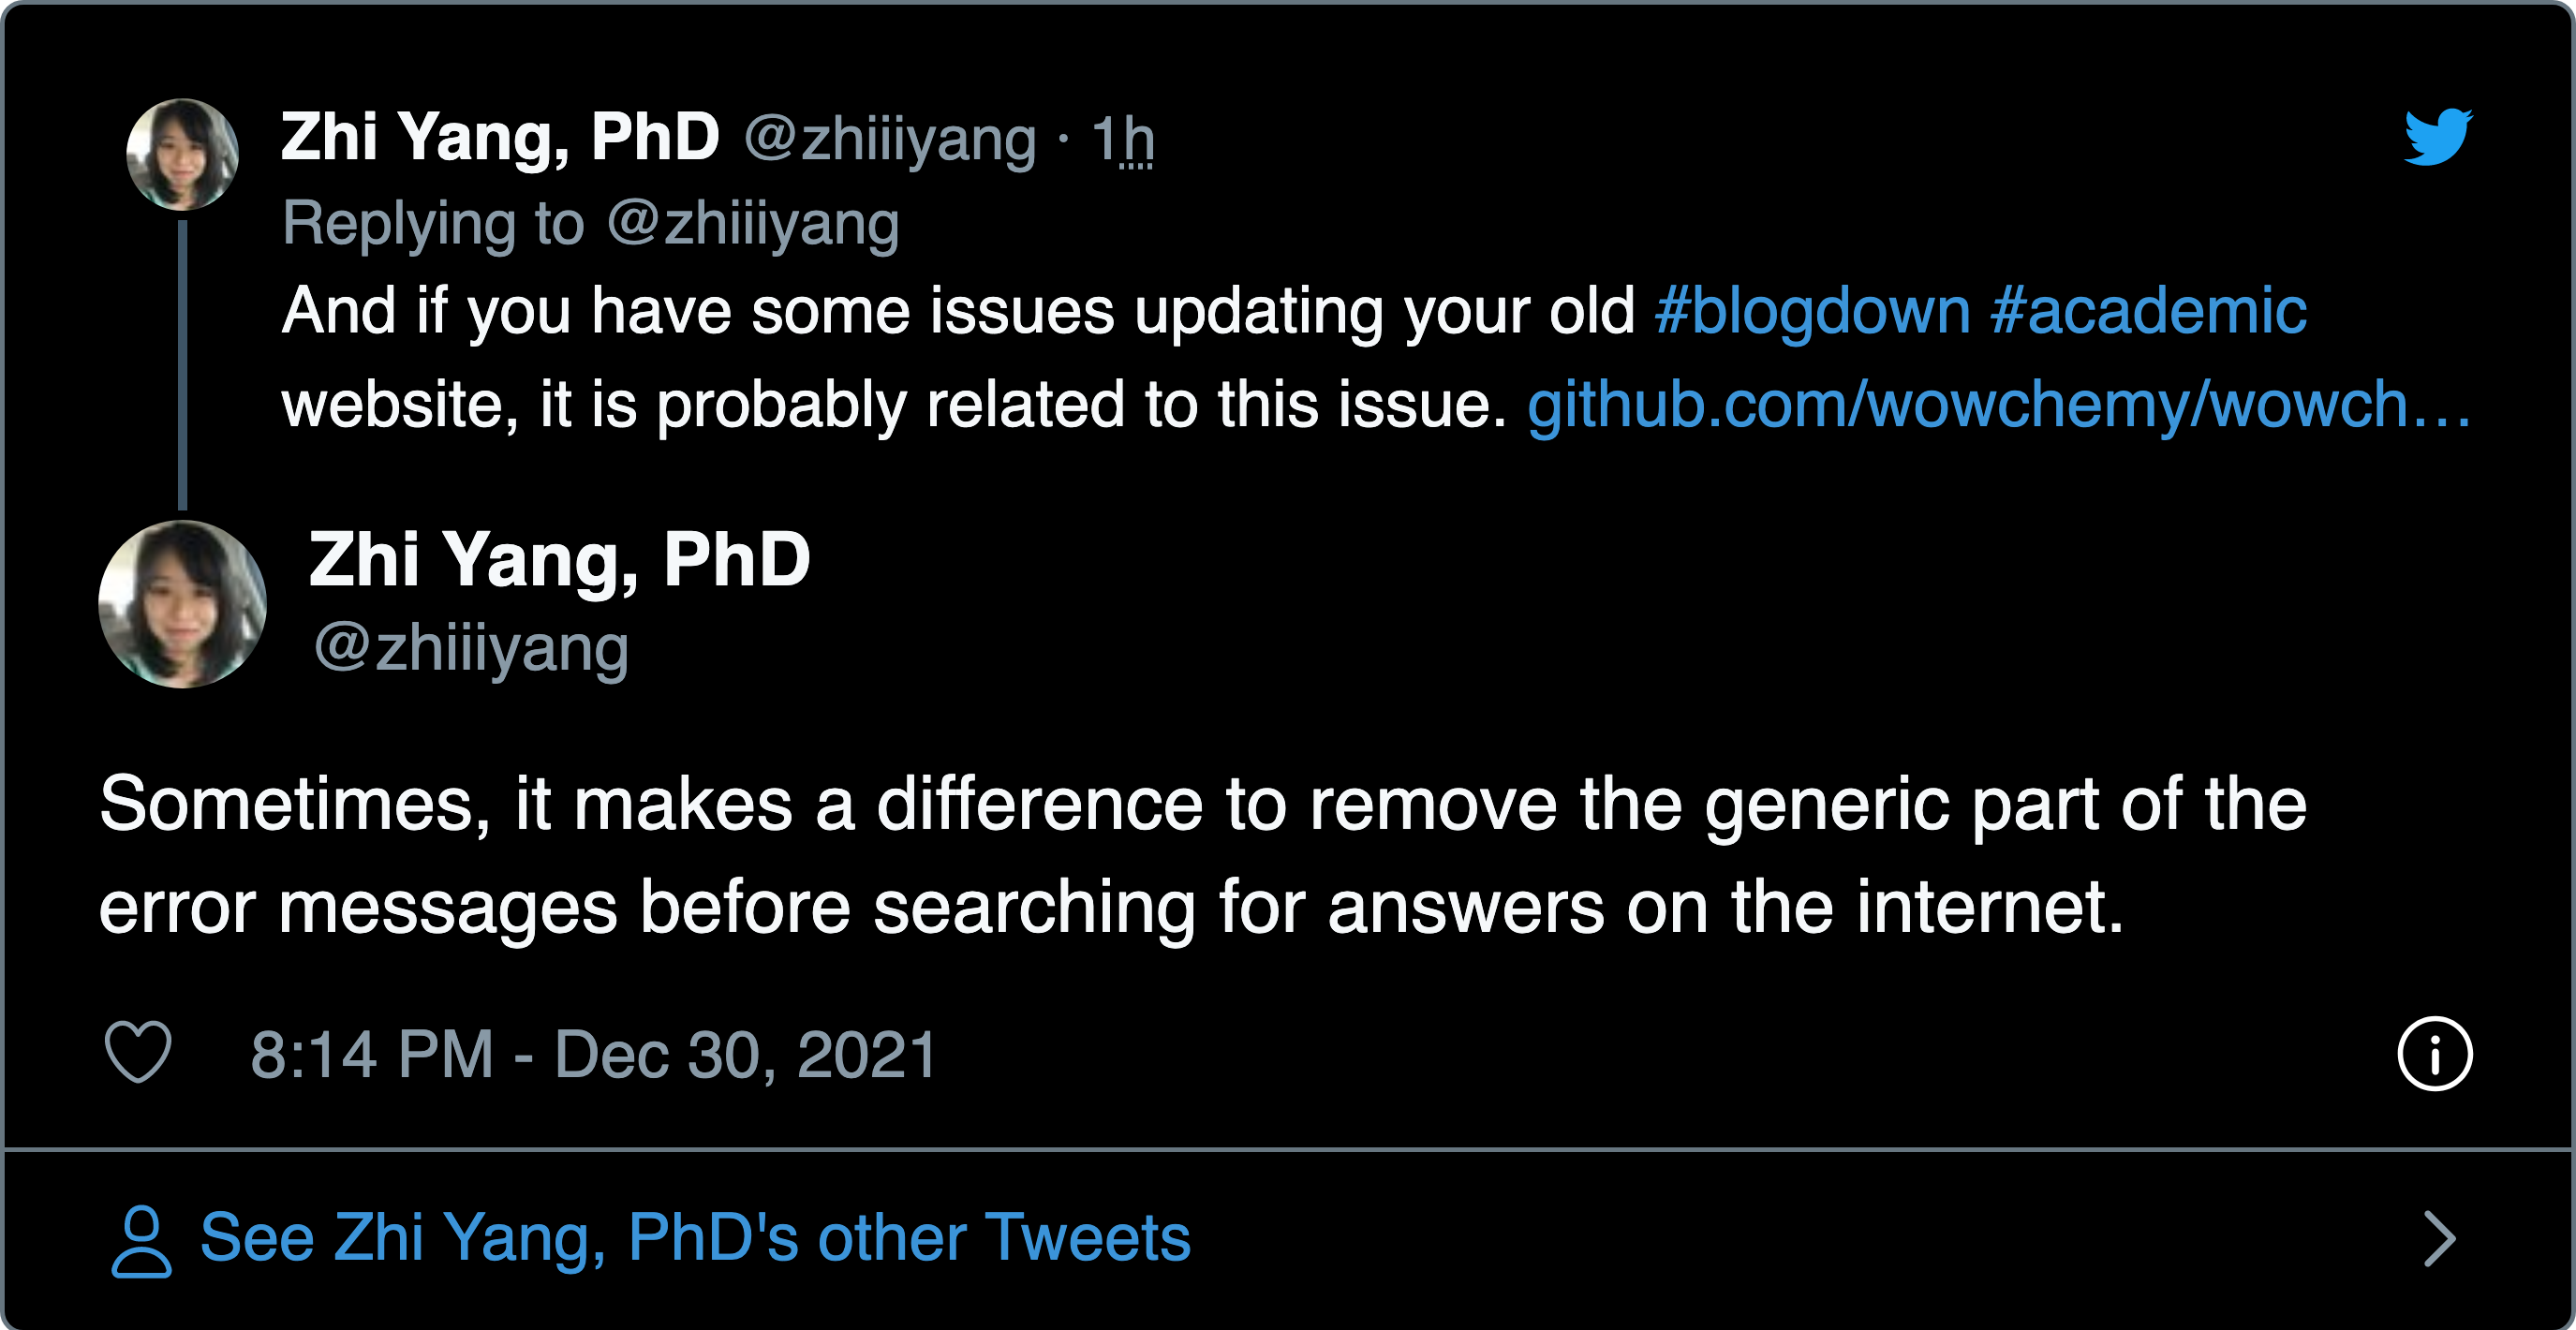 Zhi Yang, PhD @zhiiiyang · 1h
Replying to @zhiiiyang
And if you have some issues updating your old #blogdown #academic
website, it is probably related to this issue. github.com/wowchemy/wowch…
Zhi Yang, PhD
@zhiiiyang
Sometimes, it makes a difference to remove the generic part of the
error messages before searching for answers on the internet.
8:14 PM - Dec 30, 2021
See Zhi Yang, PhD's other Tweets